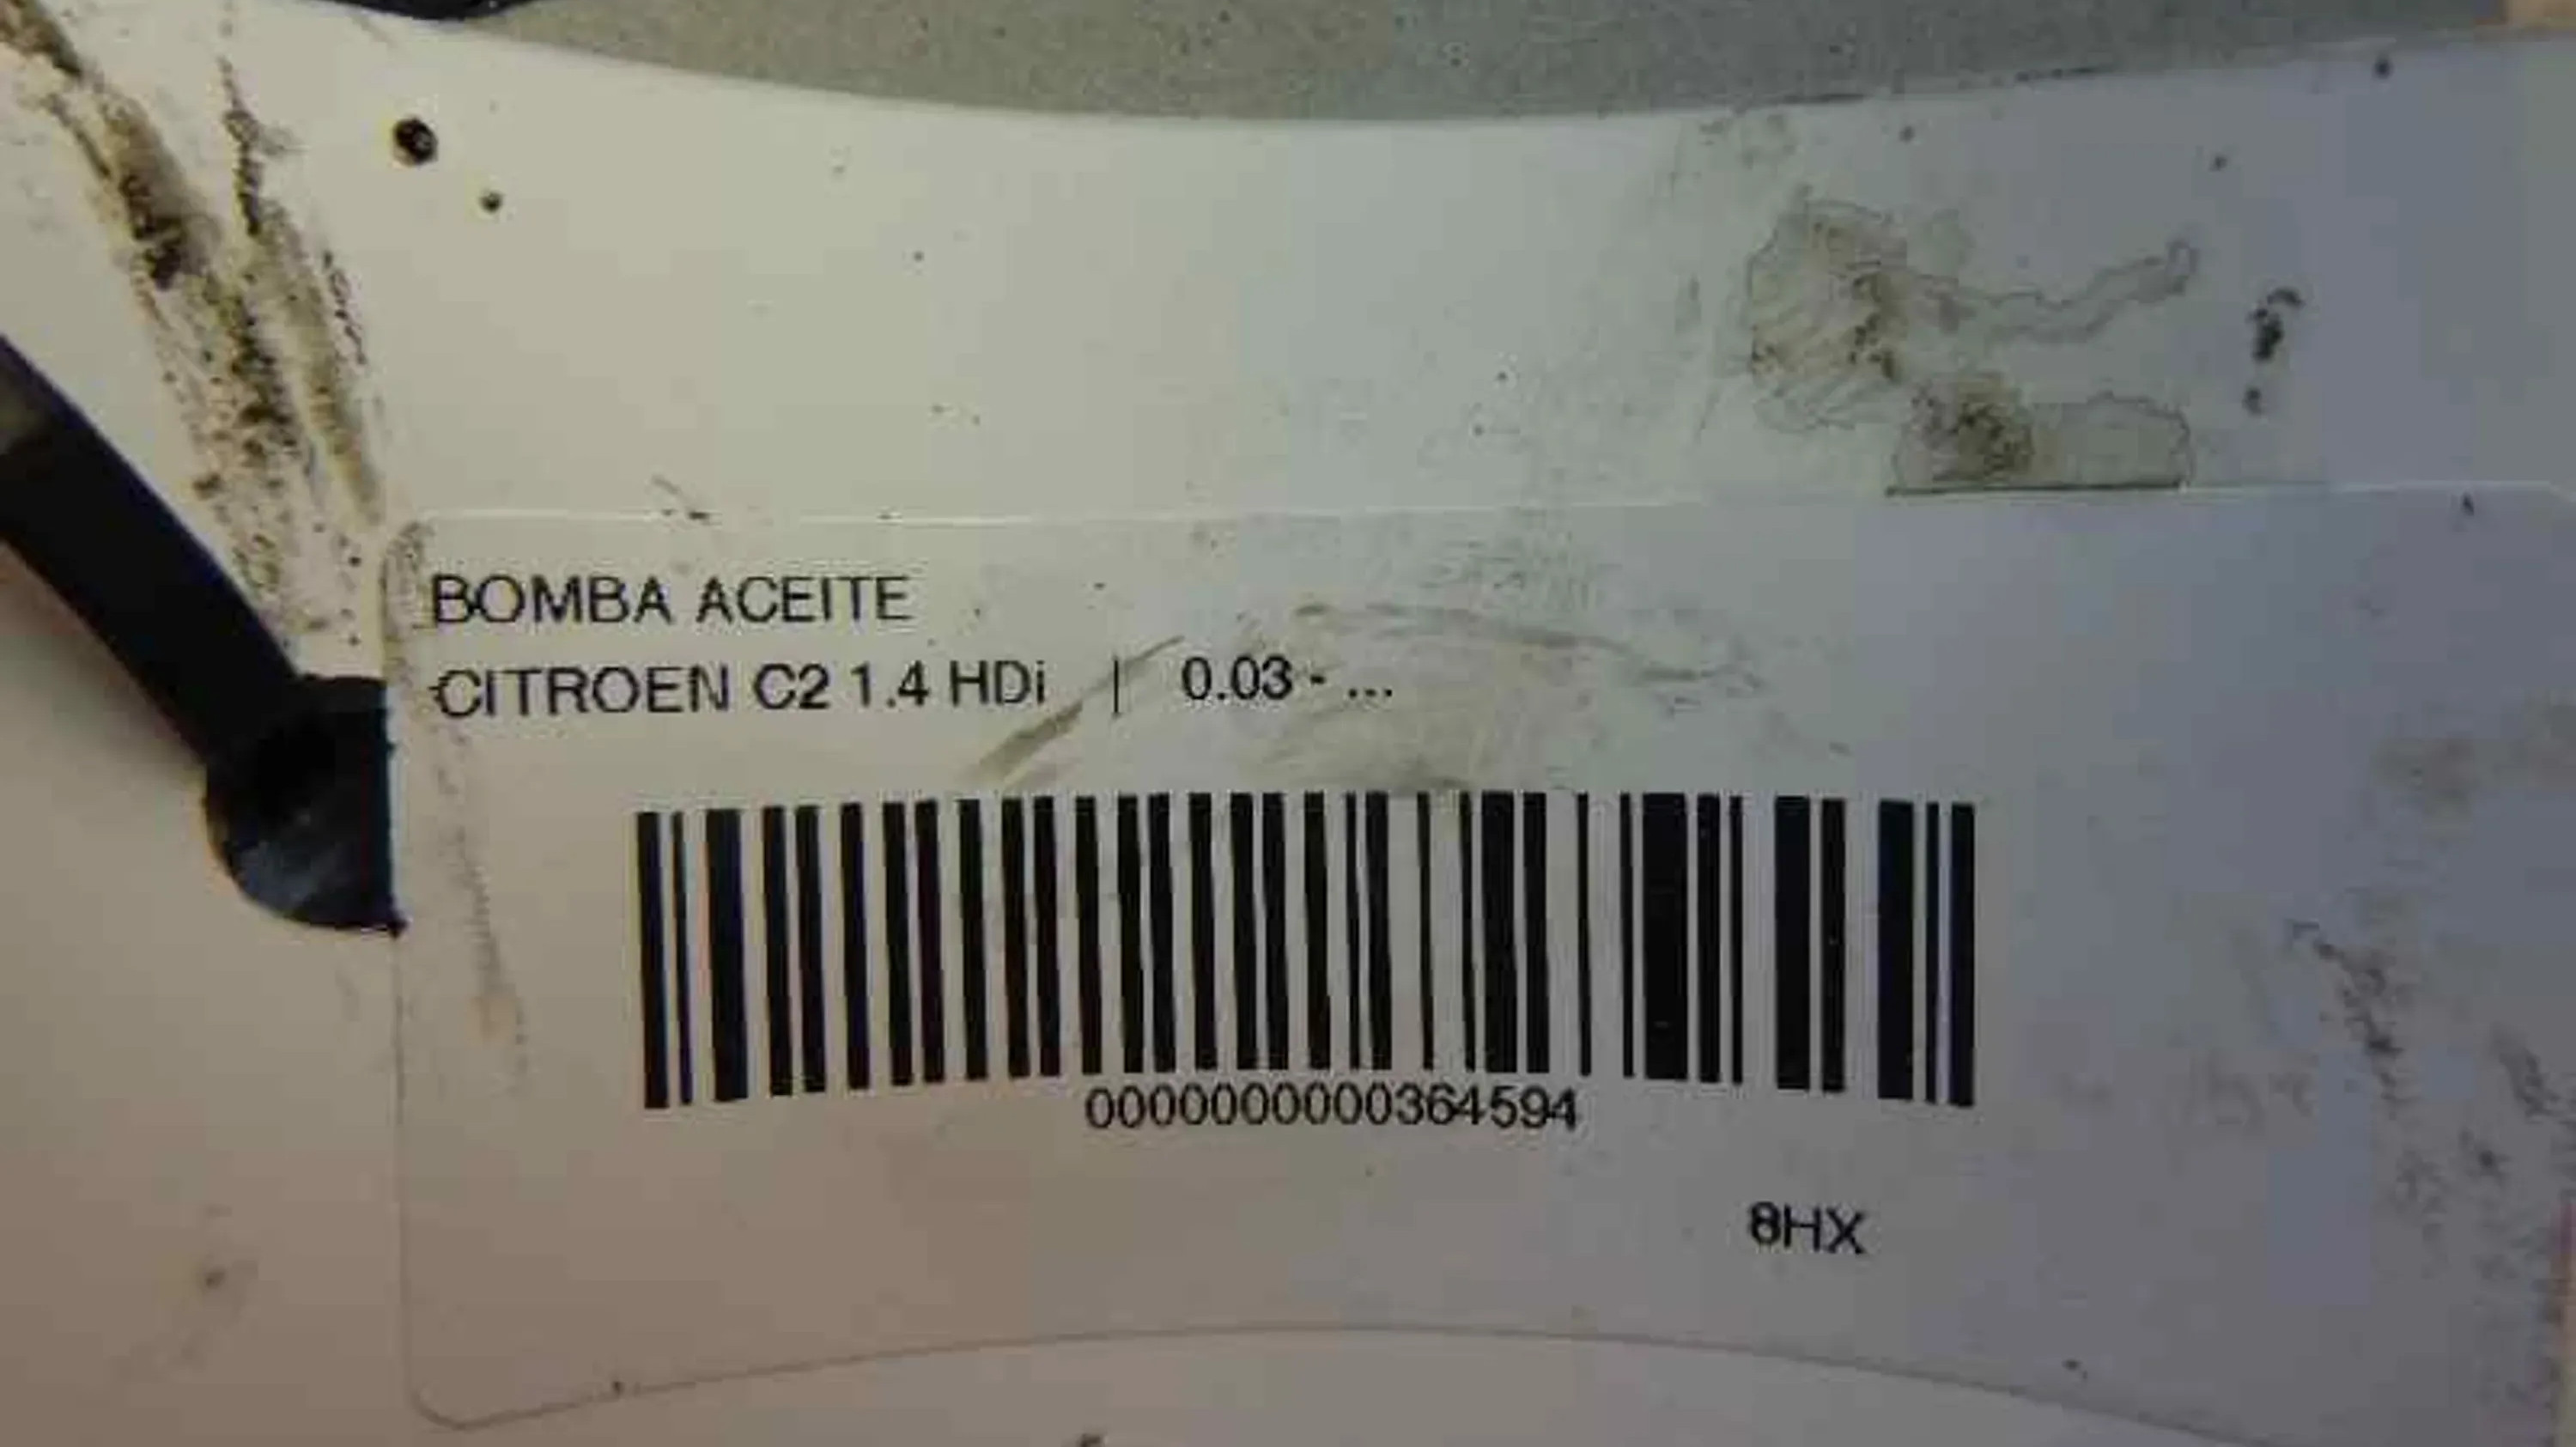 BOMBA ACEITE
CITROEN C2 1.4 HDi | 0.03 - ...
0000000000364594
8HX